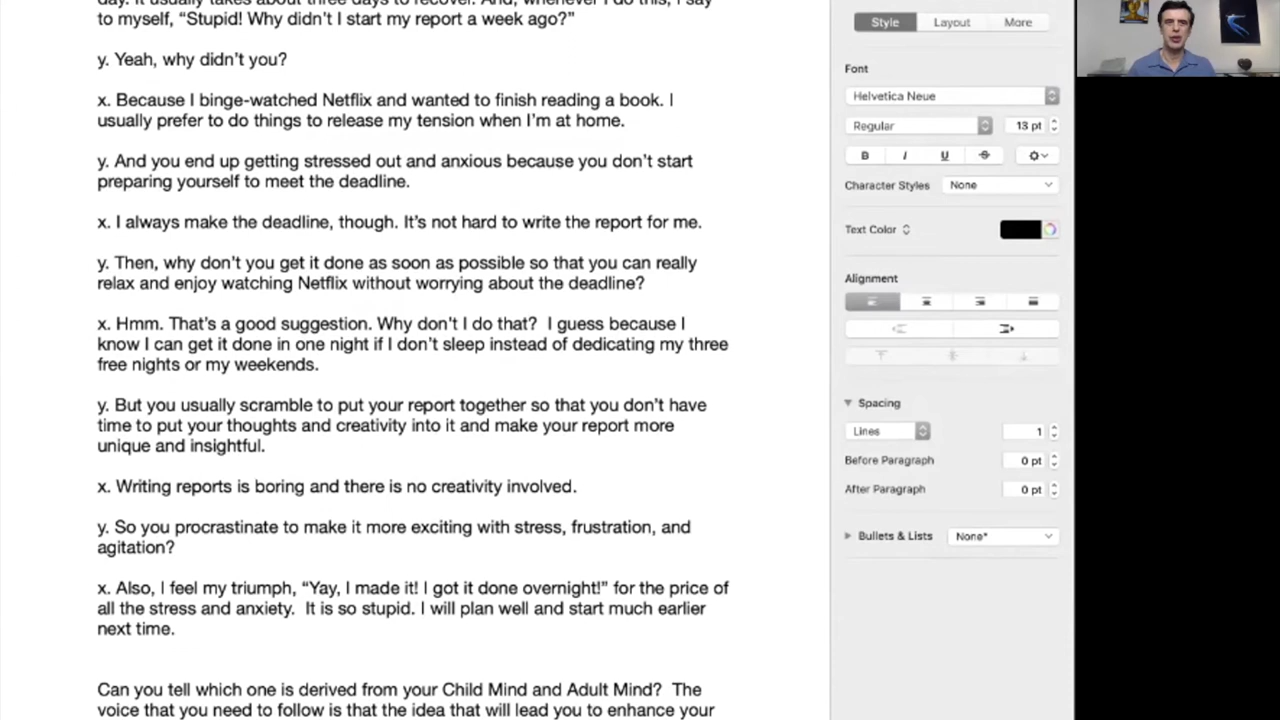 day. It usually takes about three days to recover. And, whenever I do this, I say
to myself, “Stupid! Why didn’t I start my report a week ago?”
y. Yeah, why didn’t you?
x. Because I binge-watched Netflix and wanted to finish reading a book. I
usually prefer to do things to release my tension when I’m at home.
y. And you end up getting stressed out and anxious because you don’t start
preparing yourself to meet the deadline.
x. I always make the deadline, though. It’s not hard to write the report for me.
y. Then, why don’t you get it done as soon as possible so that you can really
relax and enjoy watching Netflix without worrying about the deadline?
x. Hmm. That’s a good suggestion. Why don’t I do that?  I guess because I
know I can get it done in one night if I don’t sleep instead of dedicating my three
free nights or my weekends.
y. But you usually scramble to put your report together so that you don’t have
time to put your thoughts and creativity into it and make your report more
unique and insightful.
x. Writing reports is boring and there is no creativity involved.
y. So you procrastinate to make it more exciting with stress, frustration, and
agitation?
x. Also, I feel my triumph, “Yay, I made it! I got it done overnight!” for the price of
all the stress and anxiety.  It is so stupid. I will plan well and start much earlier
next time.
Can you tell which one is derived from your Child Mind and Adult Mind?  The
voice that you need to follow is that the idea that will lead you to enhance your
Style Layout More
Font
Helvetica Neue
Regular 13 pt
B I U S
Character Styles None
Text Color
Alignment
Spacing
Lines 1
Before Paragraph 0 pt
After Paragraph 0 pt
Bullets & Lists None*